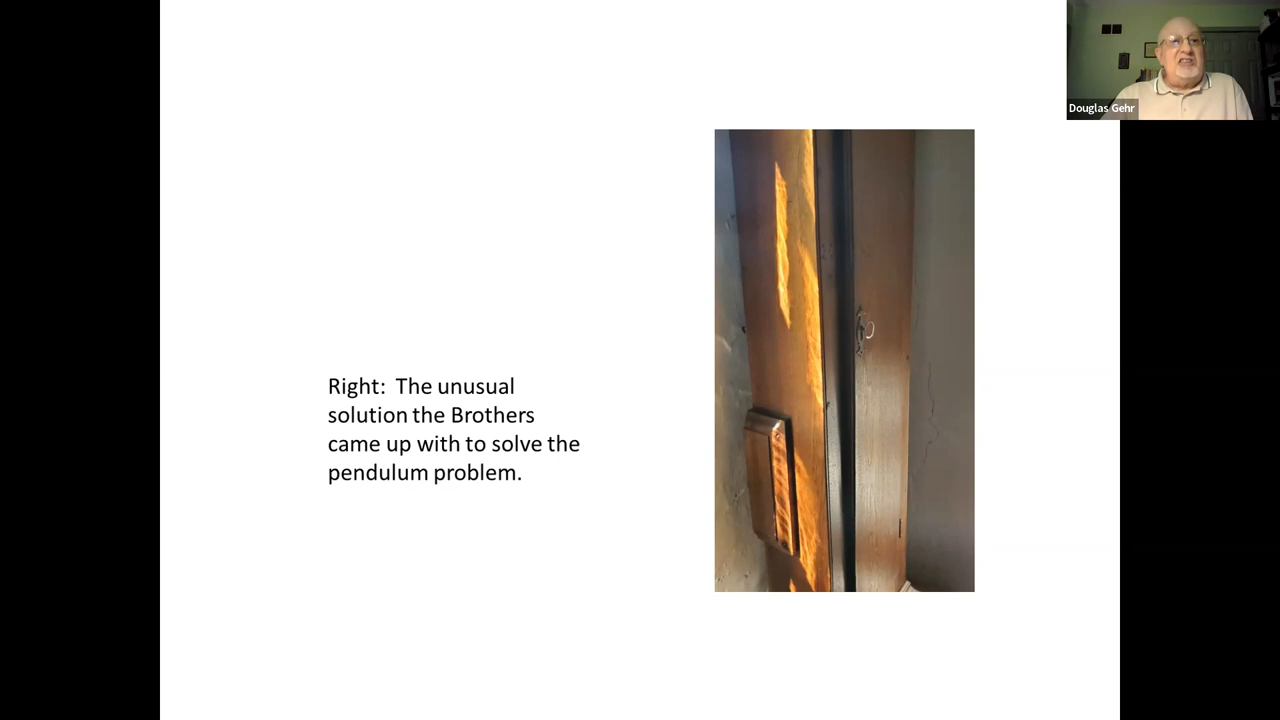 Douglas Gehr
Right:  The unusual
solution the Brothers
came up with to solve the
pendulum problem.